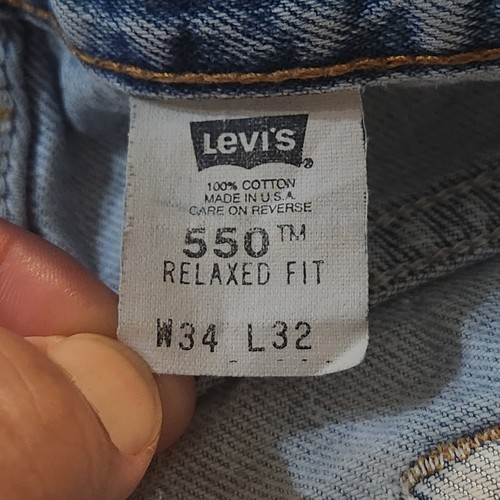 Levi's®
100% COTTON
MADE IN U.S.A.
CARE ON REVERSE
550™
RELAXED FIT
W34 L32